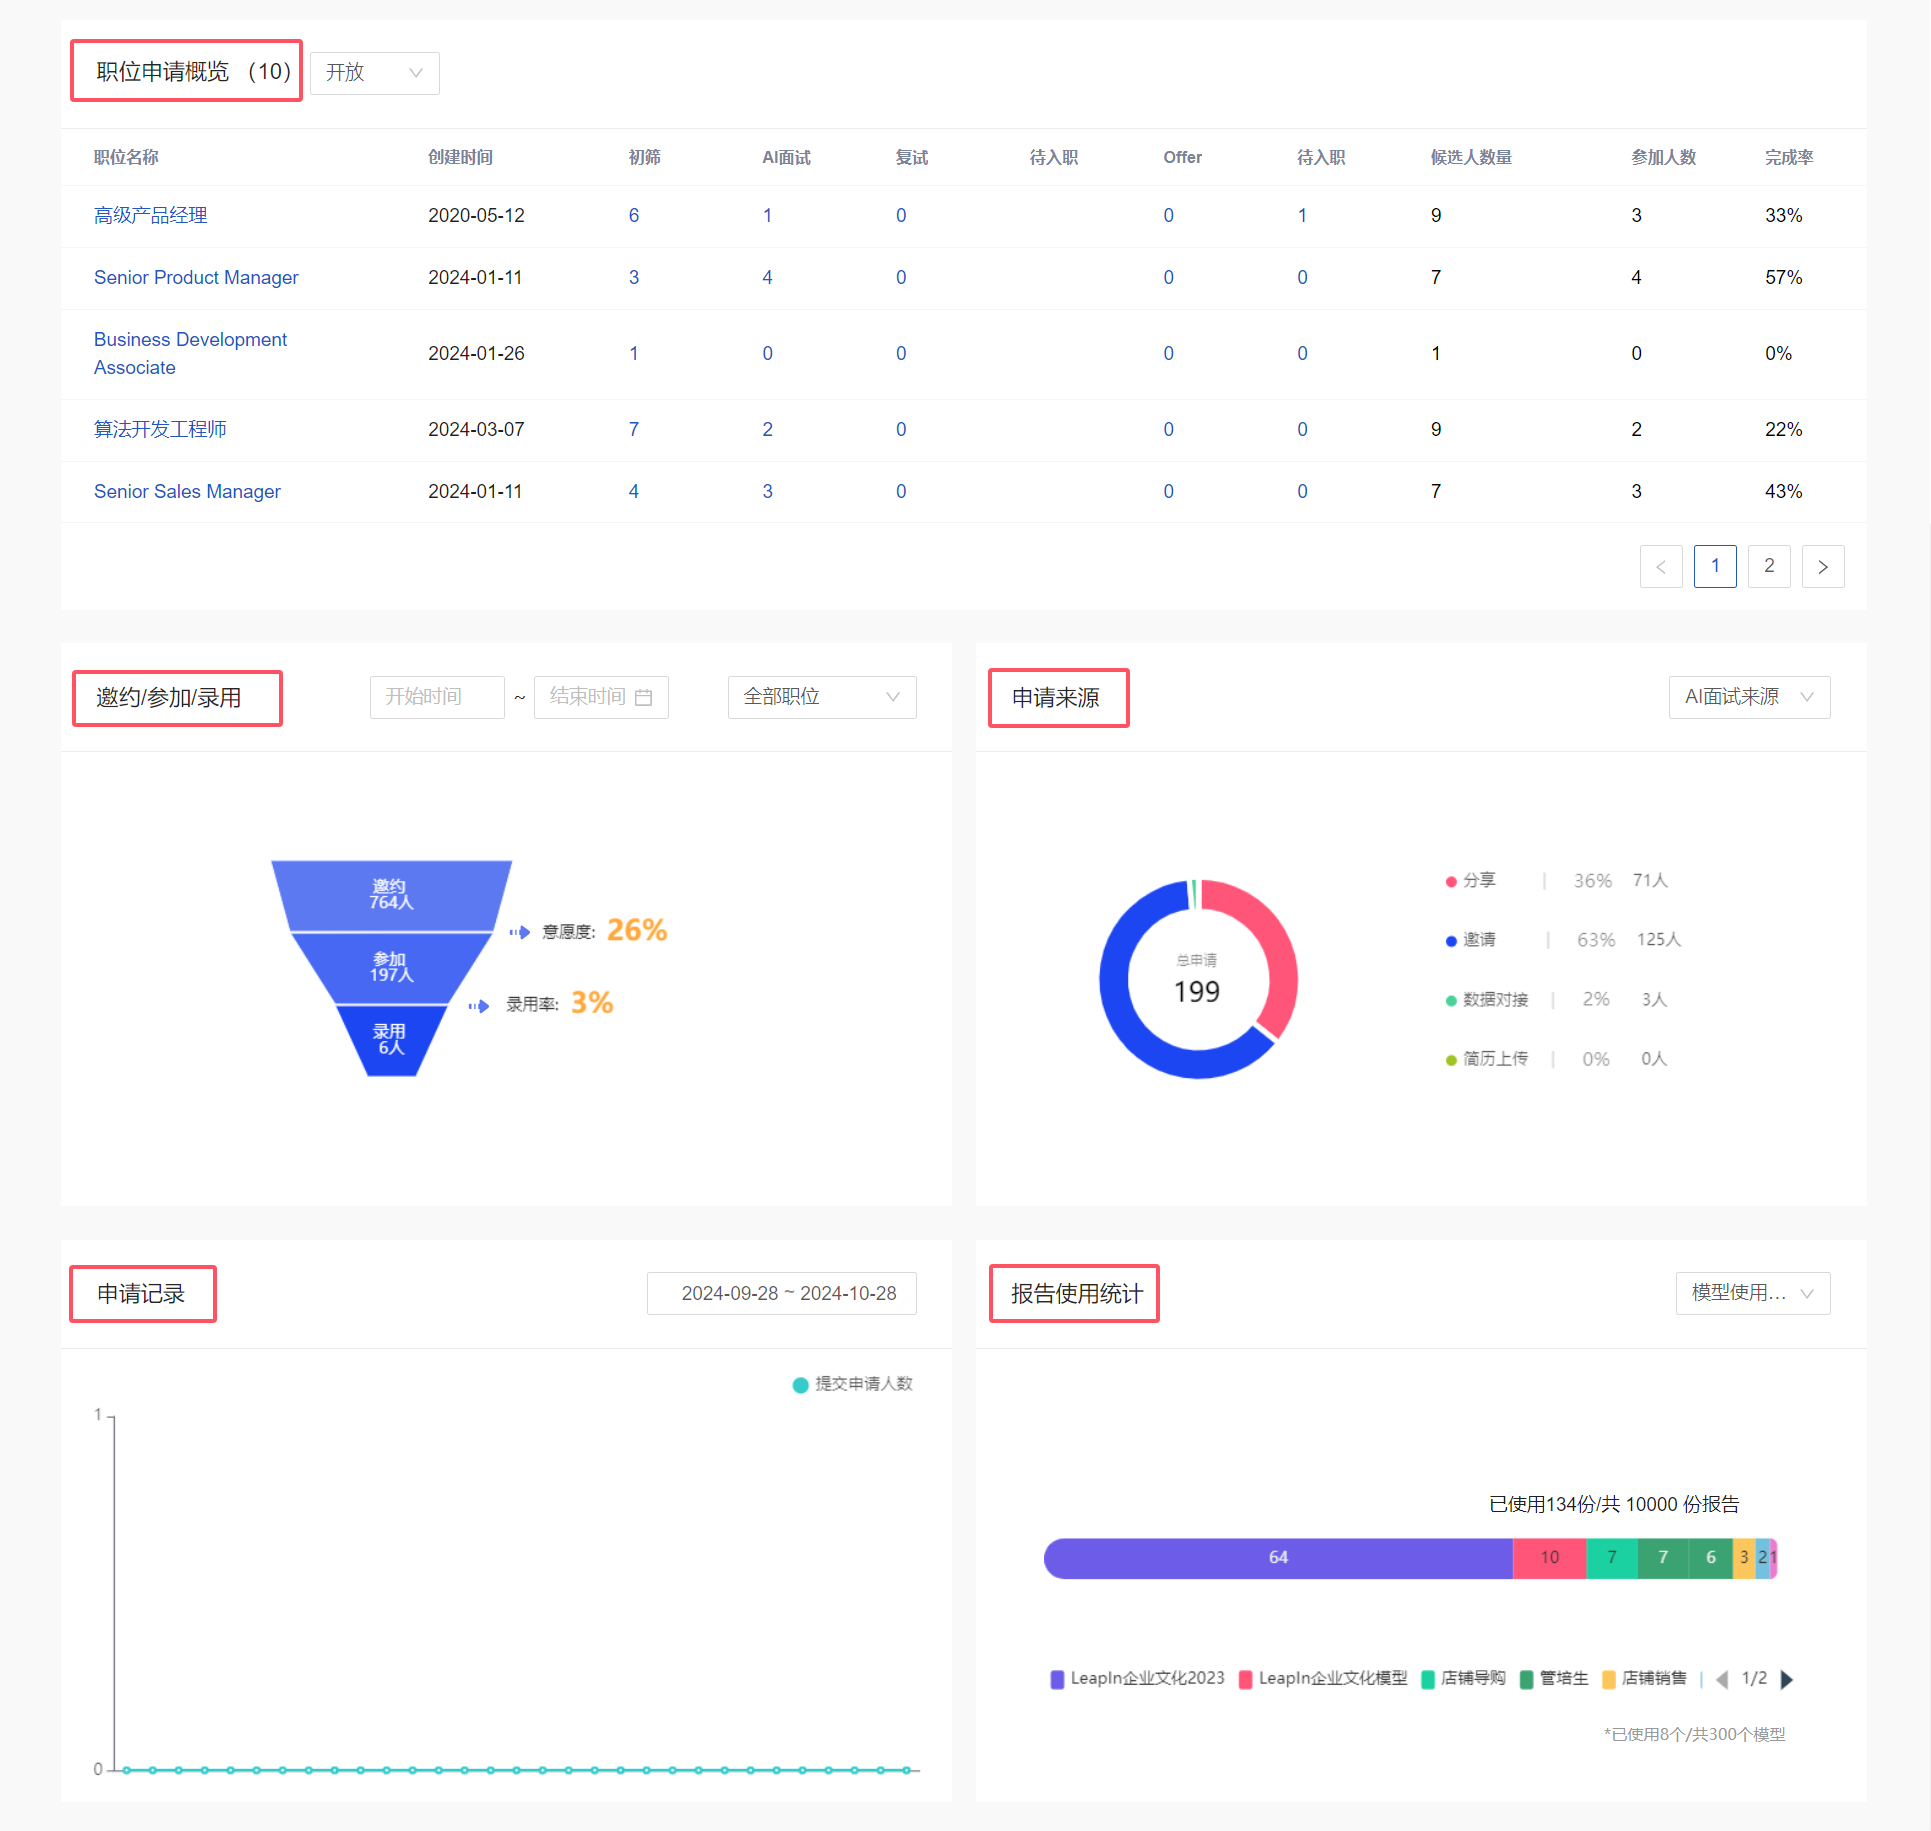 职位申请概览 （10） 开放
职位名称 创建时间 初筛 AI面试 复试 待入职 Offer 待入职 候选人数量 参加人数 完成率
高级产品经理 2020-05-12 6 1 0 0 1 9 3 33%
Senior Product Manager 2024-01-11 3 4 0 0 0 7 4 57%
Business Development
Associate 2024-01-26 1 0 0 0 0 1 0 0%
算法开发工程师 2024-03-07 7 2 0 0 0 9 2 22%
Senior Sales Manager 2024-01-11 4 3 0 0 0 7 3 43%
< 1 2 >
邀约/参加/录用 开始时间 ~ 结束时间 全部职位
邀约
764人
意愿度: 26%
参加
197人
录用率: 3%
录用
6人
申请来源 AI面试来源
总申请
199
分享 | 36% 71人
邀请 | 63% 125人
数据对接 | 2% 3人
简历上传 | 0% 0人
申请记录 2024-09-28 ~ 2024-10-28
提交申请人数
1
0
报告使用统计 模型使用...
已使用134份/共 10000 份报告
64 10 7 7 6 3 2 1
LeapIn企业文化2023 LeapIn企业文化模型 店铺导购 管培生 店铺销售 1/2
*已使用8个/共300个模型